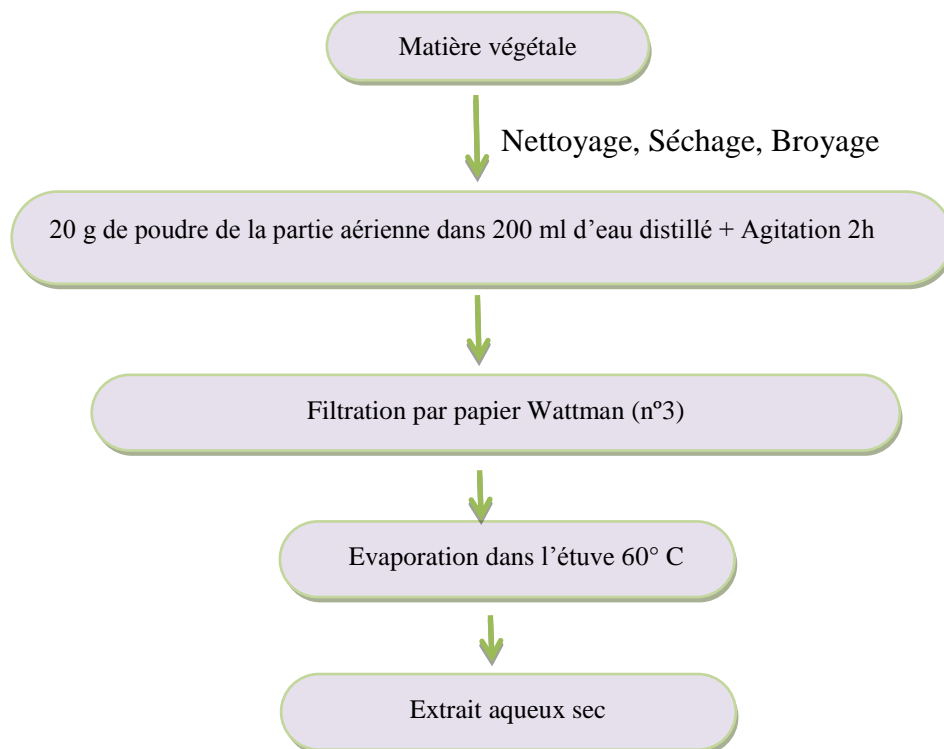 Matière végétale
Nettoyage, Séchage, Broyage
20 g de poudre de la partie aérienne dans 200 ml d’eau distillé + Agitation 2h
Filtration par papier Wattman (nº3)
Evaporation dans l’étuve 60° C
Extrait aqueux sec